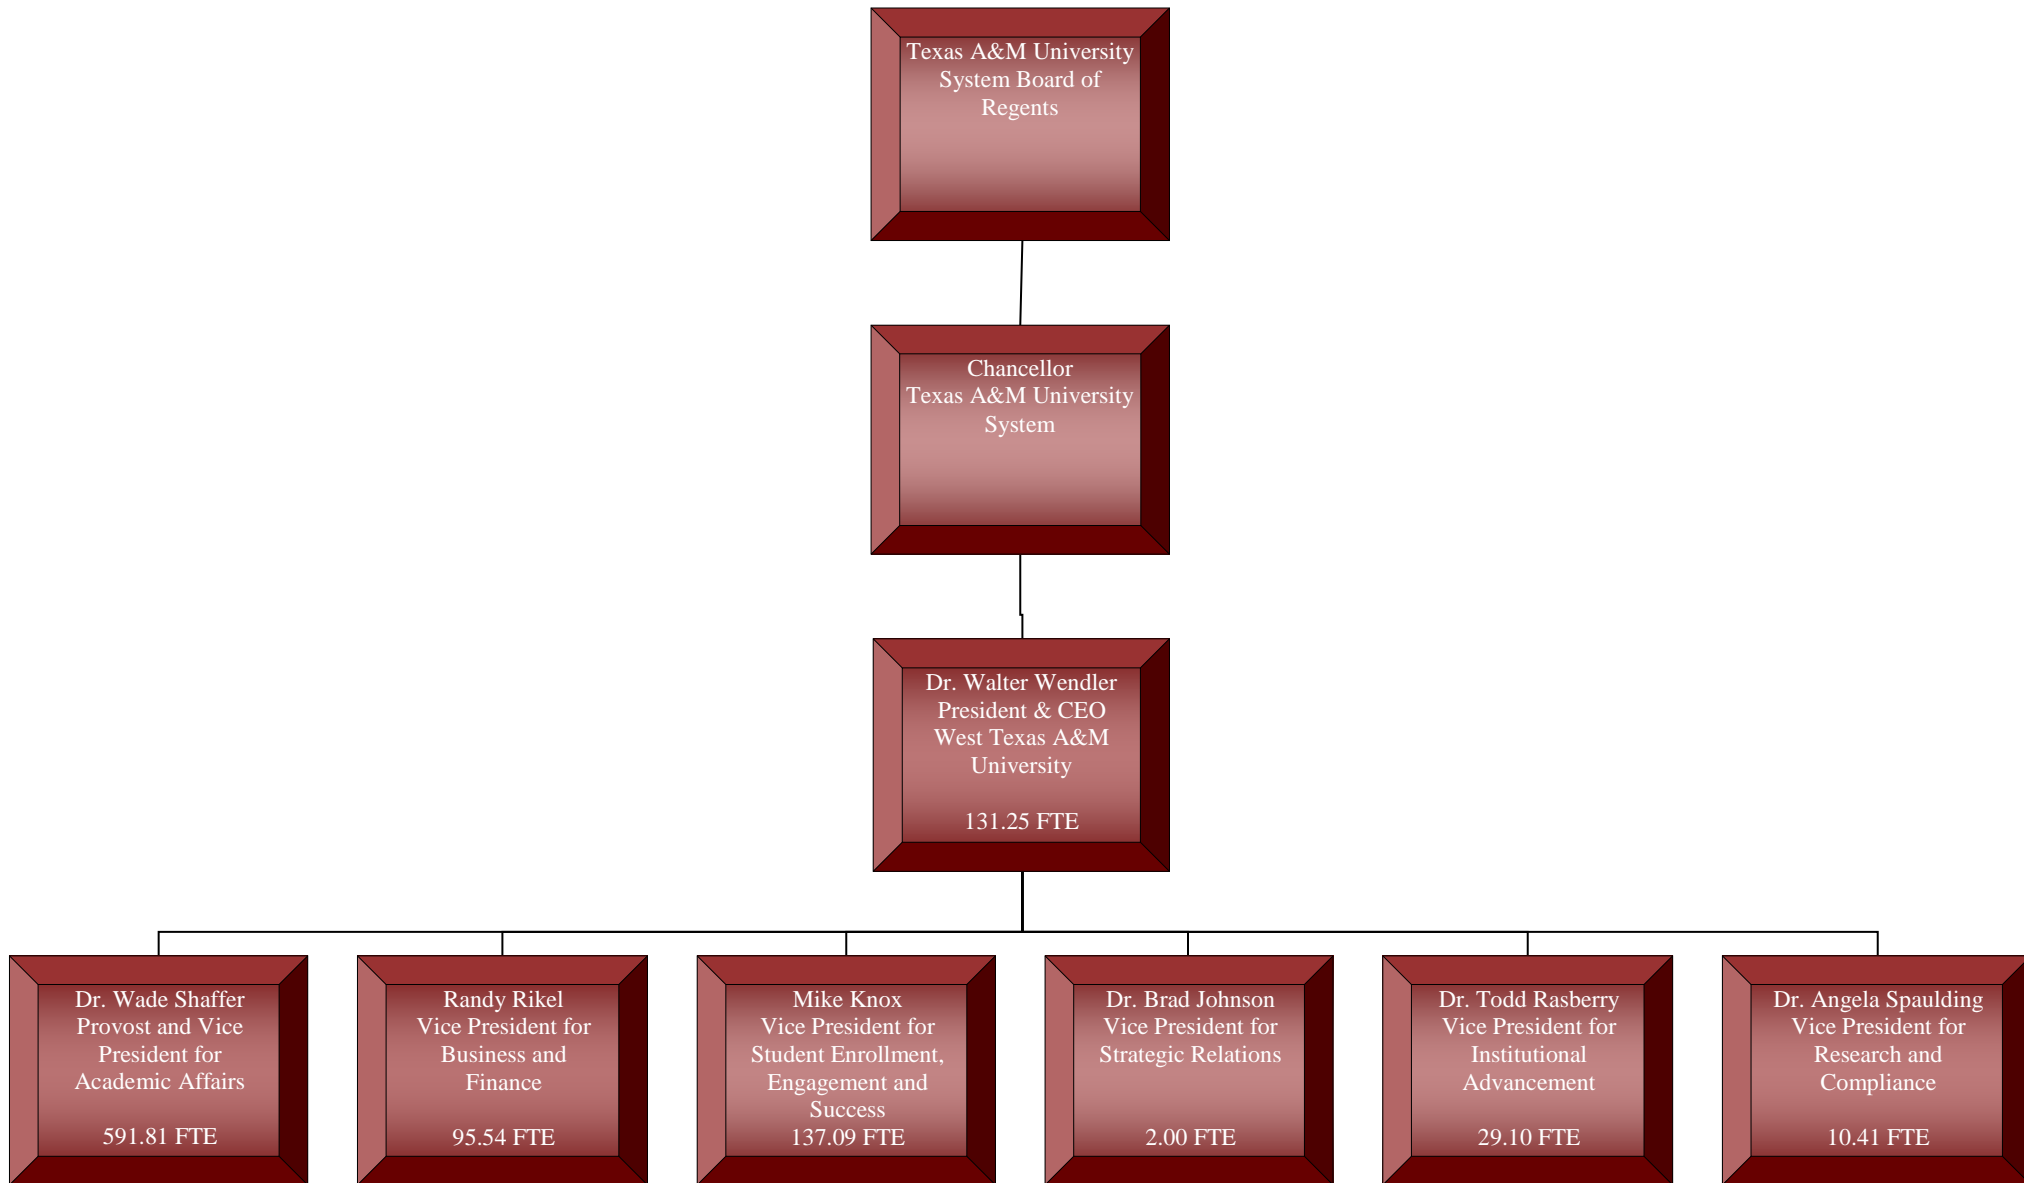 Texas A&M University
System Board of
Regents
Chancellor
Texas A&M University
System
Dr. Walter Wendler
President & CEO
West Texas A&M
University
131.25 FTE
Dr. Wade Shaffer
Provost and Vice
President for
Academic Affairs
591.81 FTE
Randy Rikel
Vice President for
Business and
Finance
95.54 FTE
Mike Knox
Vice President for
Student Enrollment,
Engagement and
Success
137.09 FTE
Dr. Brad Johnson
Vice President for
Strategic Relations
2.00 FTE
Dr. Todd Rasberry
Vice President for
Institutional
Advancement
29.10 FTE
Dr. Angela Spaulding
Vice President for
Research and
Compliance
10.41 FTE